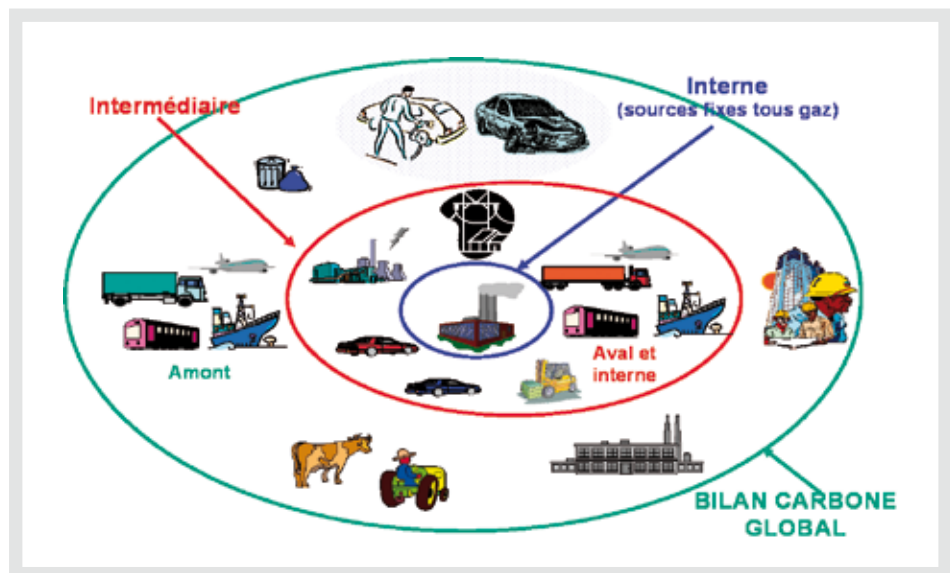 Intermédiaire
Interne
(sources fixes tous gaz)
Amont
Aval et
interne
BILAN CARBONE
GLOBAL